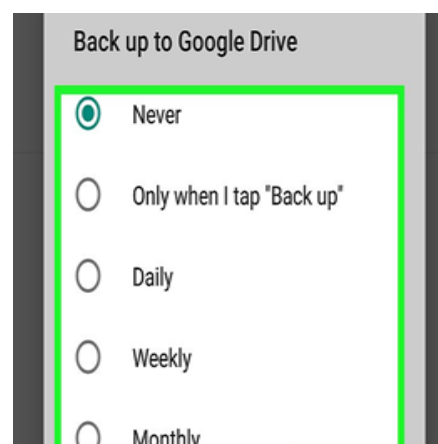 Back up to Google Drive
Never
Only when I tap "Back up"
Daily
Weekly
Monthly